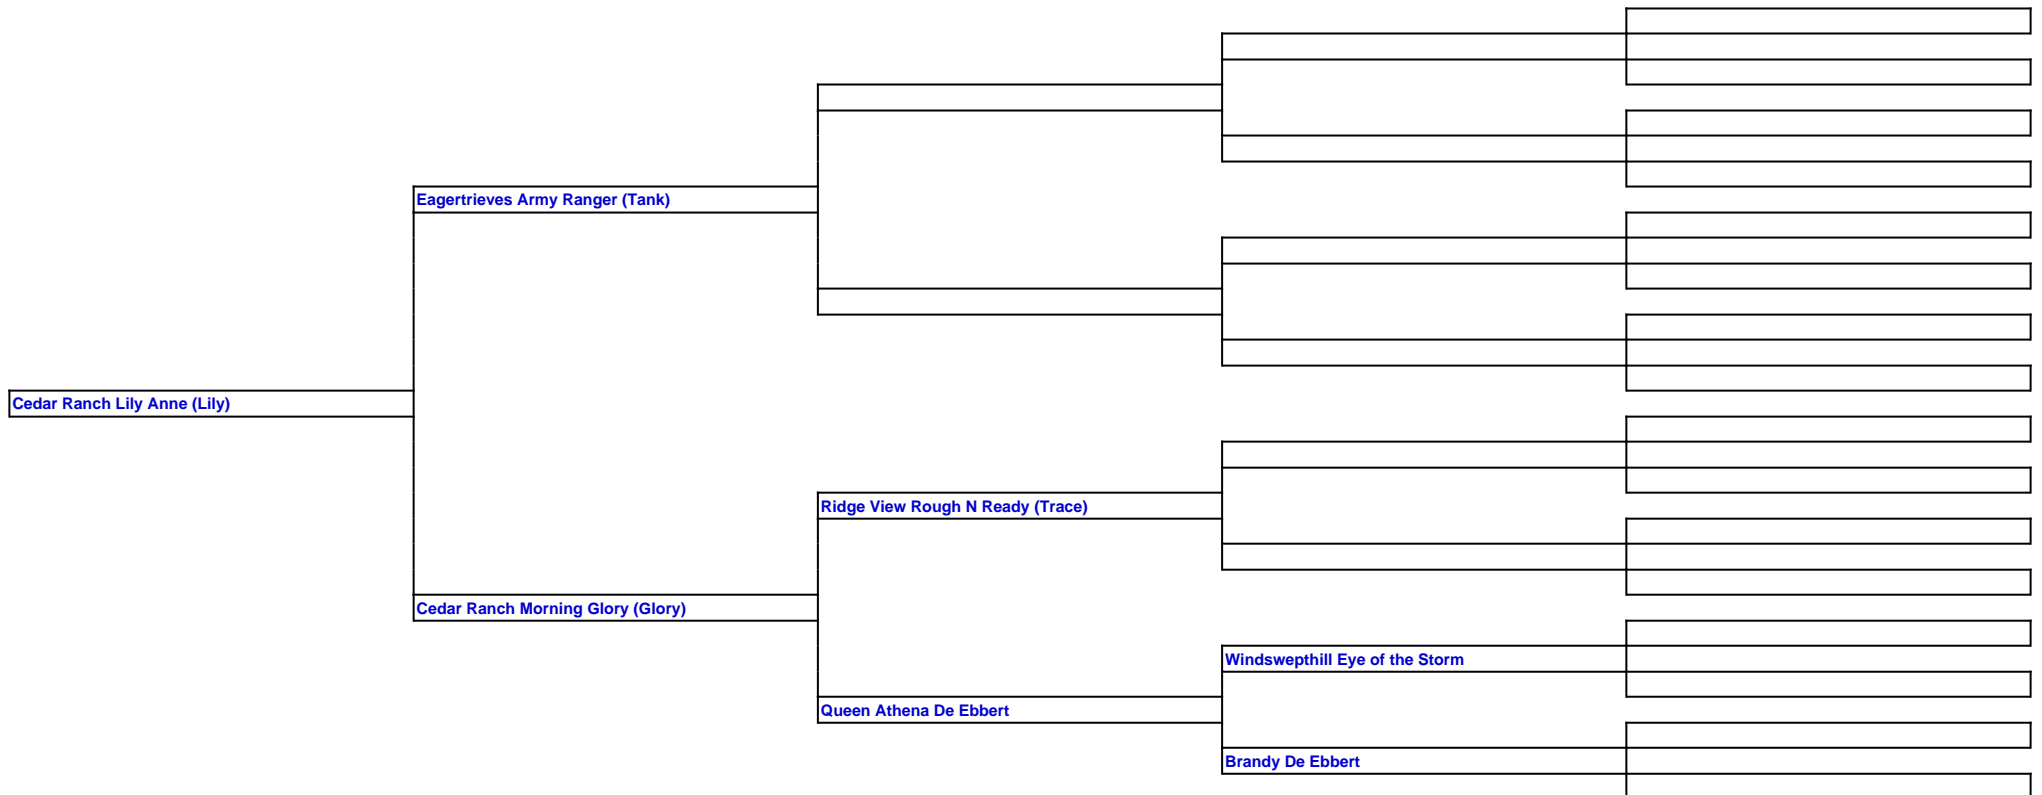 Eagertrieves Army Ranger (Tank)
Cedar Ranch Lily Anne (Lily)
Ridge View Rough N Ready (Trace)
Cedar Ranch Morning Glory (Glory)
Windswepthill Eye of the Storm
Queen Athena De Ebbert
Brandy De Ebbert